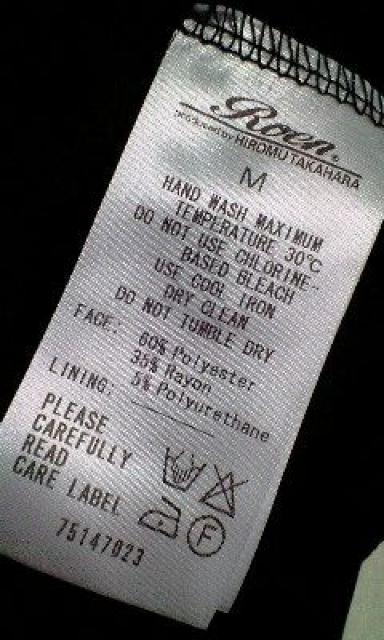 Roen.
produced by HIROMU TAKAHARA
M
HAND WASH MAXIMUM
TEMPERATURE 30°C
DO NOT USE CHLORINE-
BASED BLEACH
USE COOL IRON
DRY CLEAN
DO NOT TUMBLE DRY
FACE: 60% Polyester
35% Rayon
5% Polyurethane
LINING:
PLEASE
CAREFULLY
READ
CARE LABEL
F
75147023